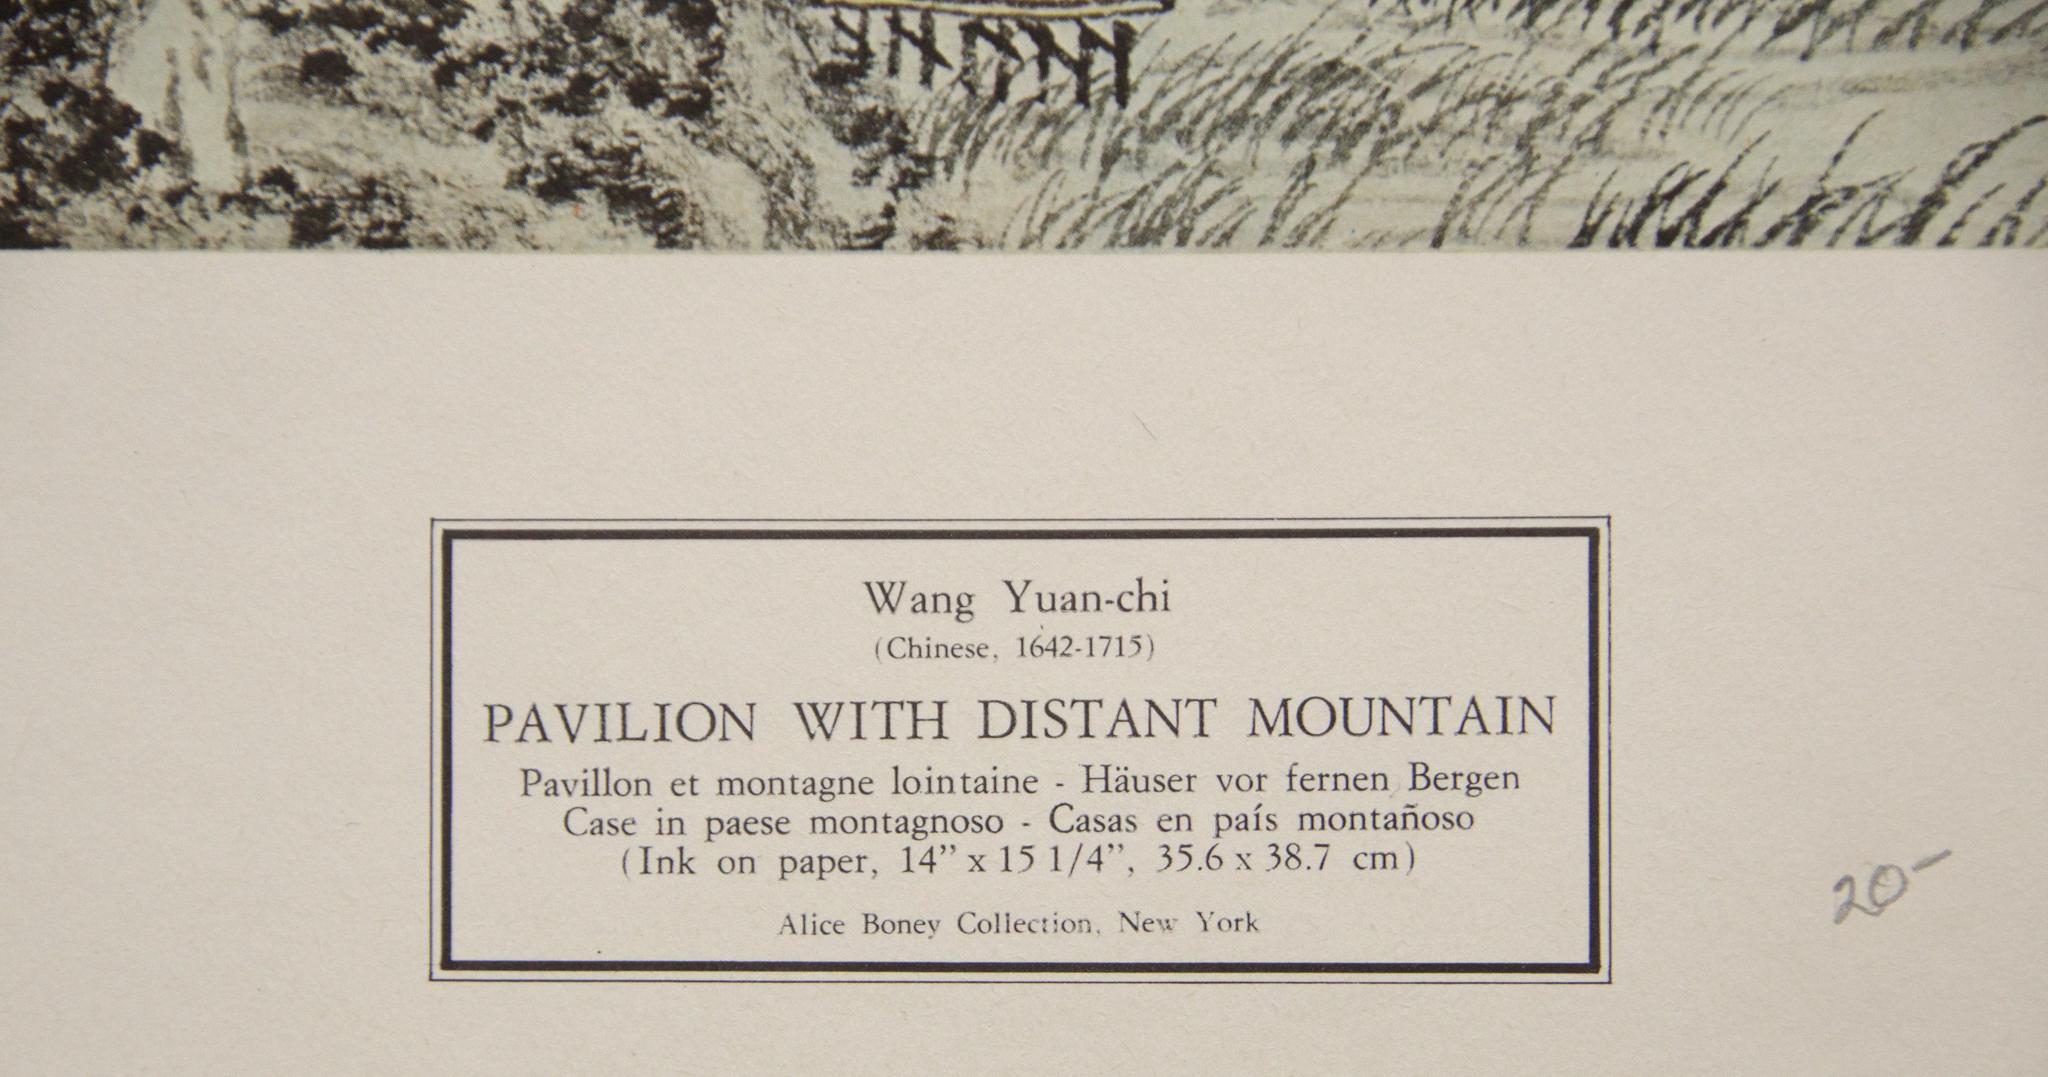 Wang Yuan-chi
(Chinese, 1642-1715)
PAVILION WITH DISTANT MOUNTAIN
Pavillon et montagne lointaine - Häuser vor fernen Bergen
Case in paese montagnoso - Casas en país montañoso
(Ink on paper, 14” x 15 1/4”, 35.6 x 38.7 cm)
Alice Boney Collection, New York
20-